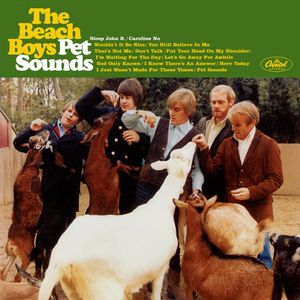 The
Beach
Boys Pet
Sounds
Sloop John B./Caroline No
Wouldn't It Be Nice/You Still Believe In Me
That's Not Me/Don't Talk (Put Your Head On My Shoulder)
I'm Waiting For The Day/Let's Go Away For Awhile
God Only Knows/I Know There's An Answer/Here Today
I Just Wasn't Made For These Times/Pet Sounds
Capitol